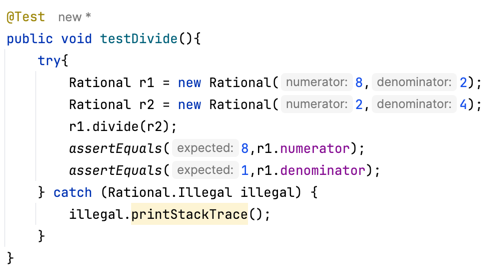 @Test new *
public void testDivide(){
try{
Rational r1 = new Rational( numerator: 8, denominator: 2);
Rational r2 = new Rational( numerator: 2, denominator: 4);
r1.divide(r2);
assertEquals( expected: 8,r1.numerator);
assertEquals( expected: 1,r1.denominator);
} catch (Rational.Illegal illegal) {
illegal.printStackTrace();
}
}